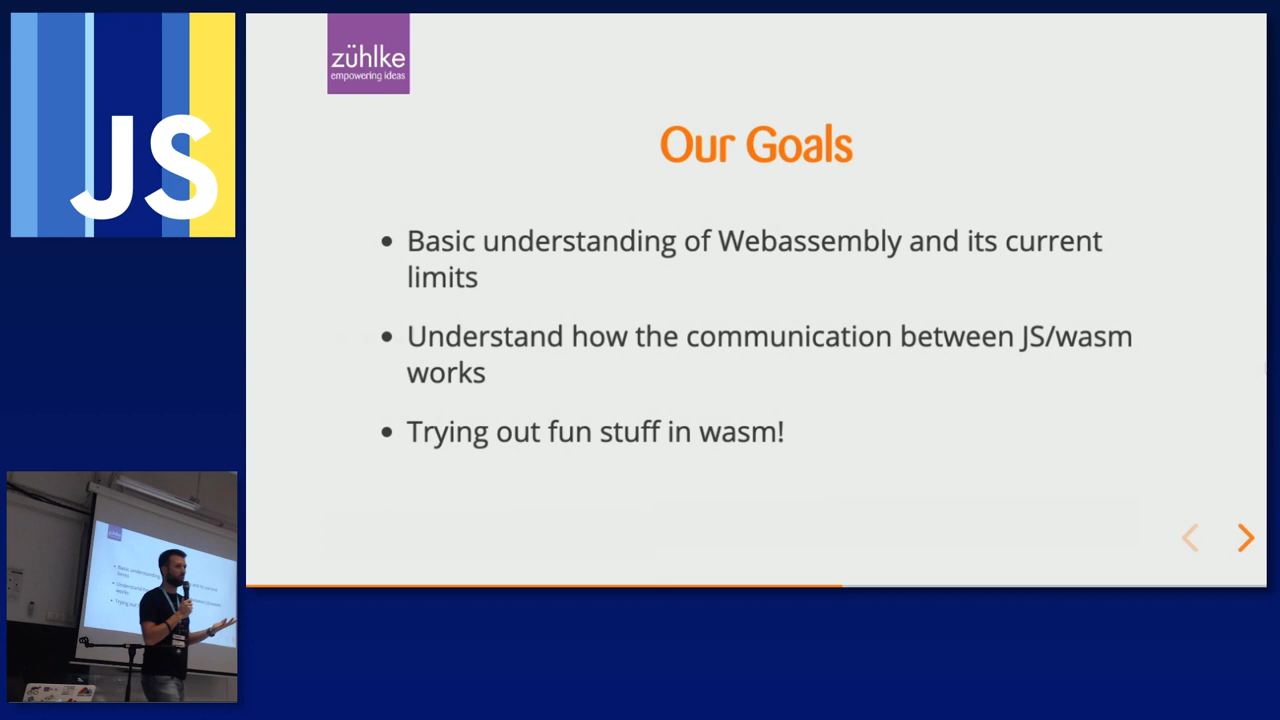 JS
zühlke
empowering ideas
Our Goals
• Basic understanding of Webassembly and its current
limits
• Understand how the communication between JS/wasm
works
• Trying out fun stuff in wasm!